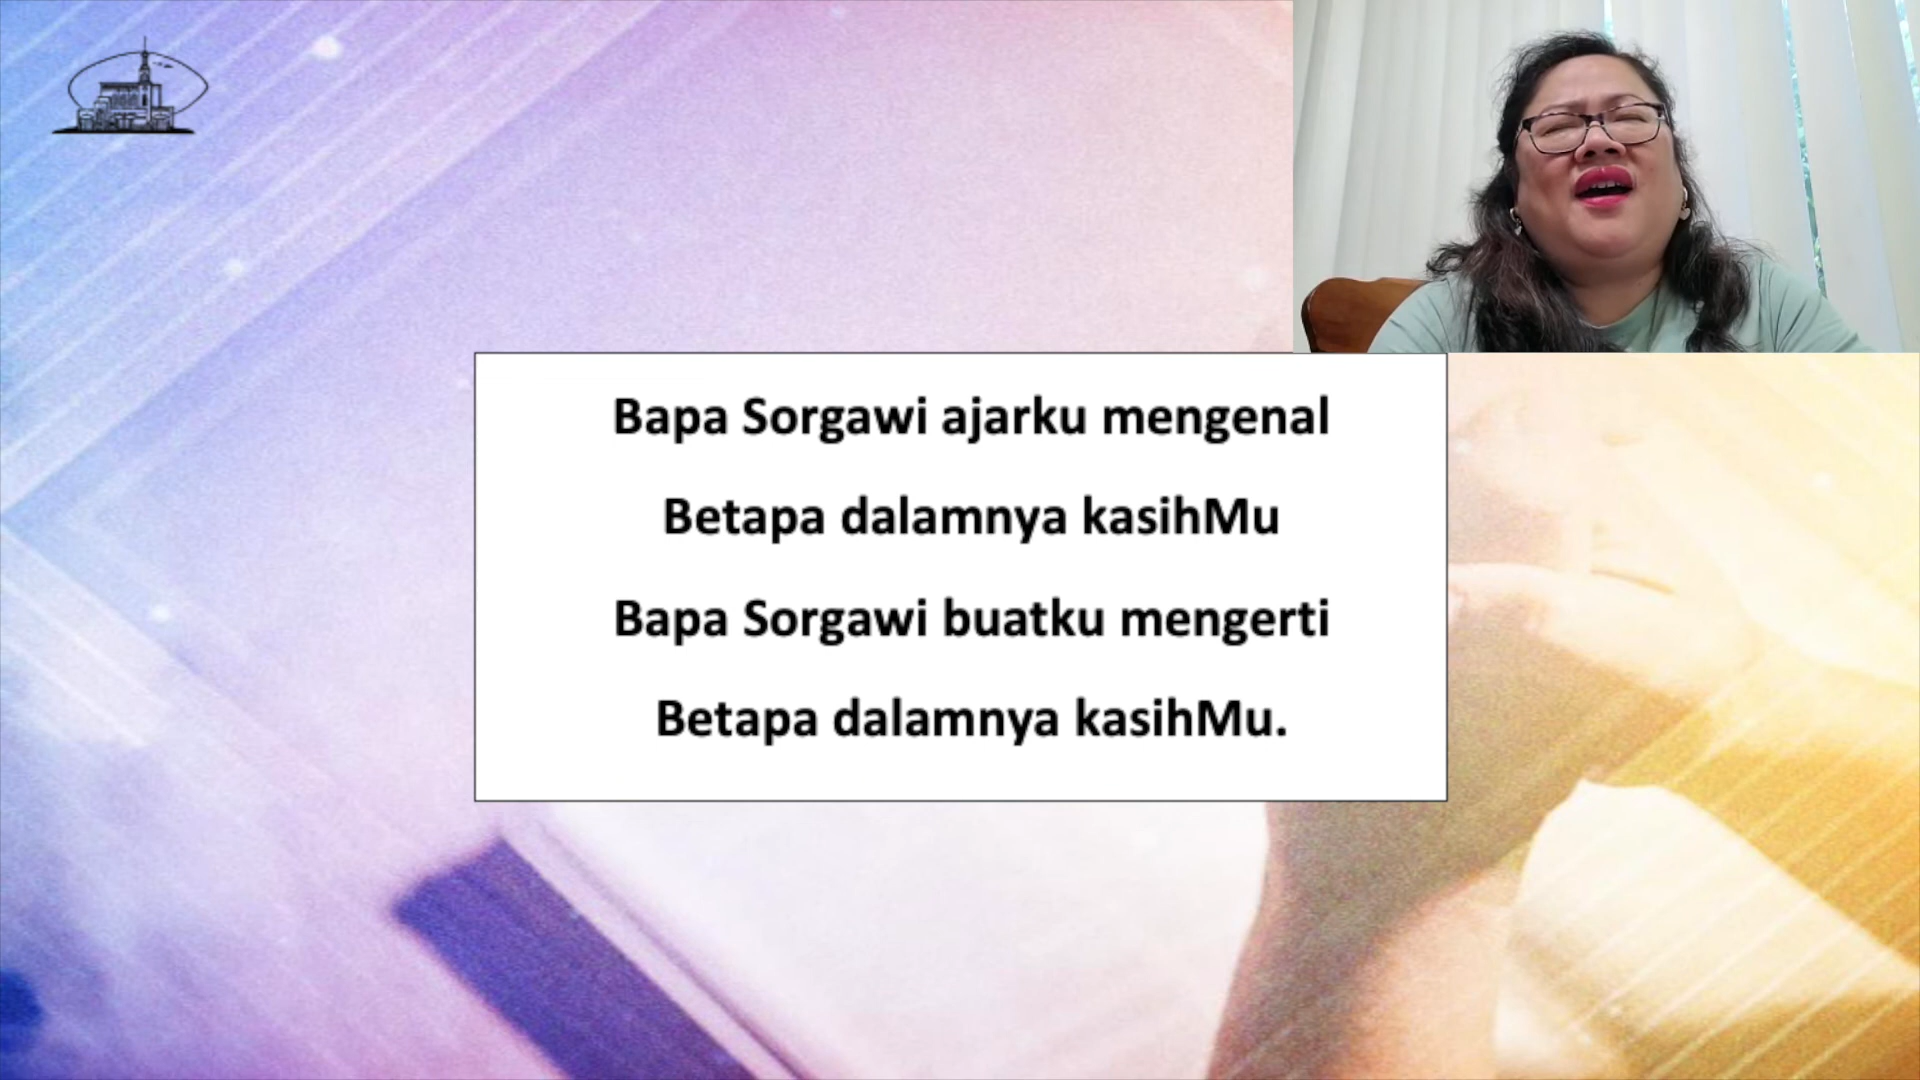 Bapa Sorgawi ajarku mengenal
Betapa dalamnya kasihMu
Bapa Sorgawi buatku mengerti
Betapa dalamnya kasihMu.